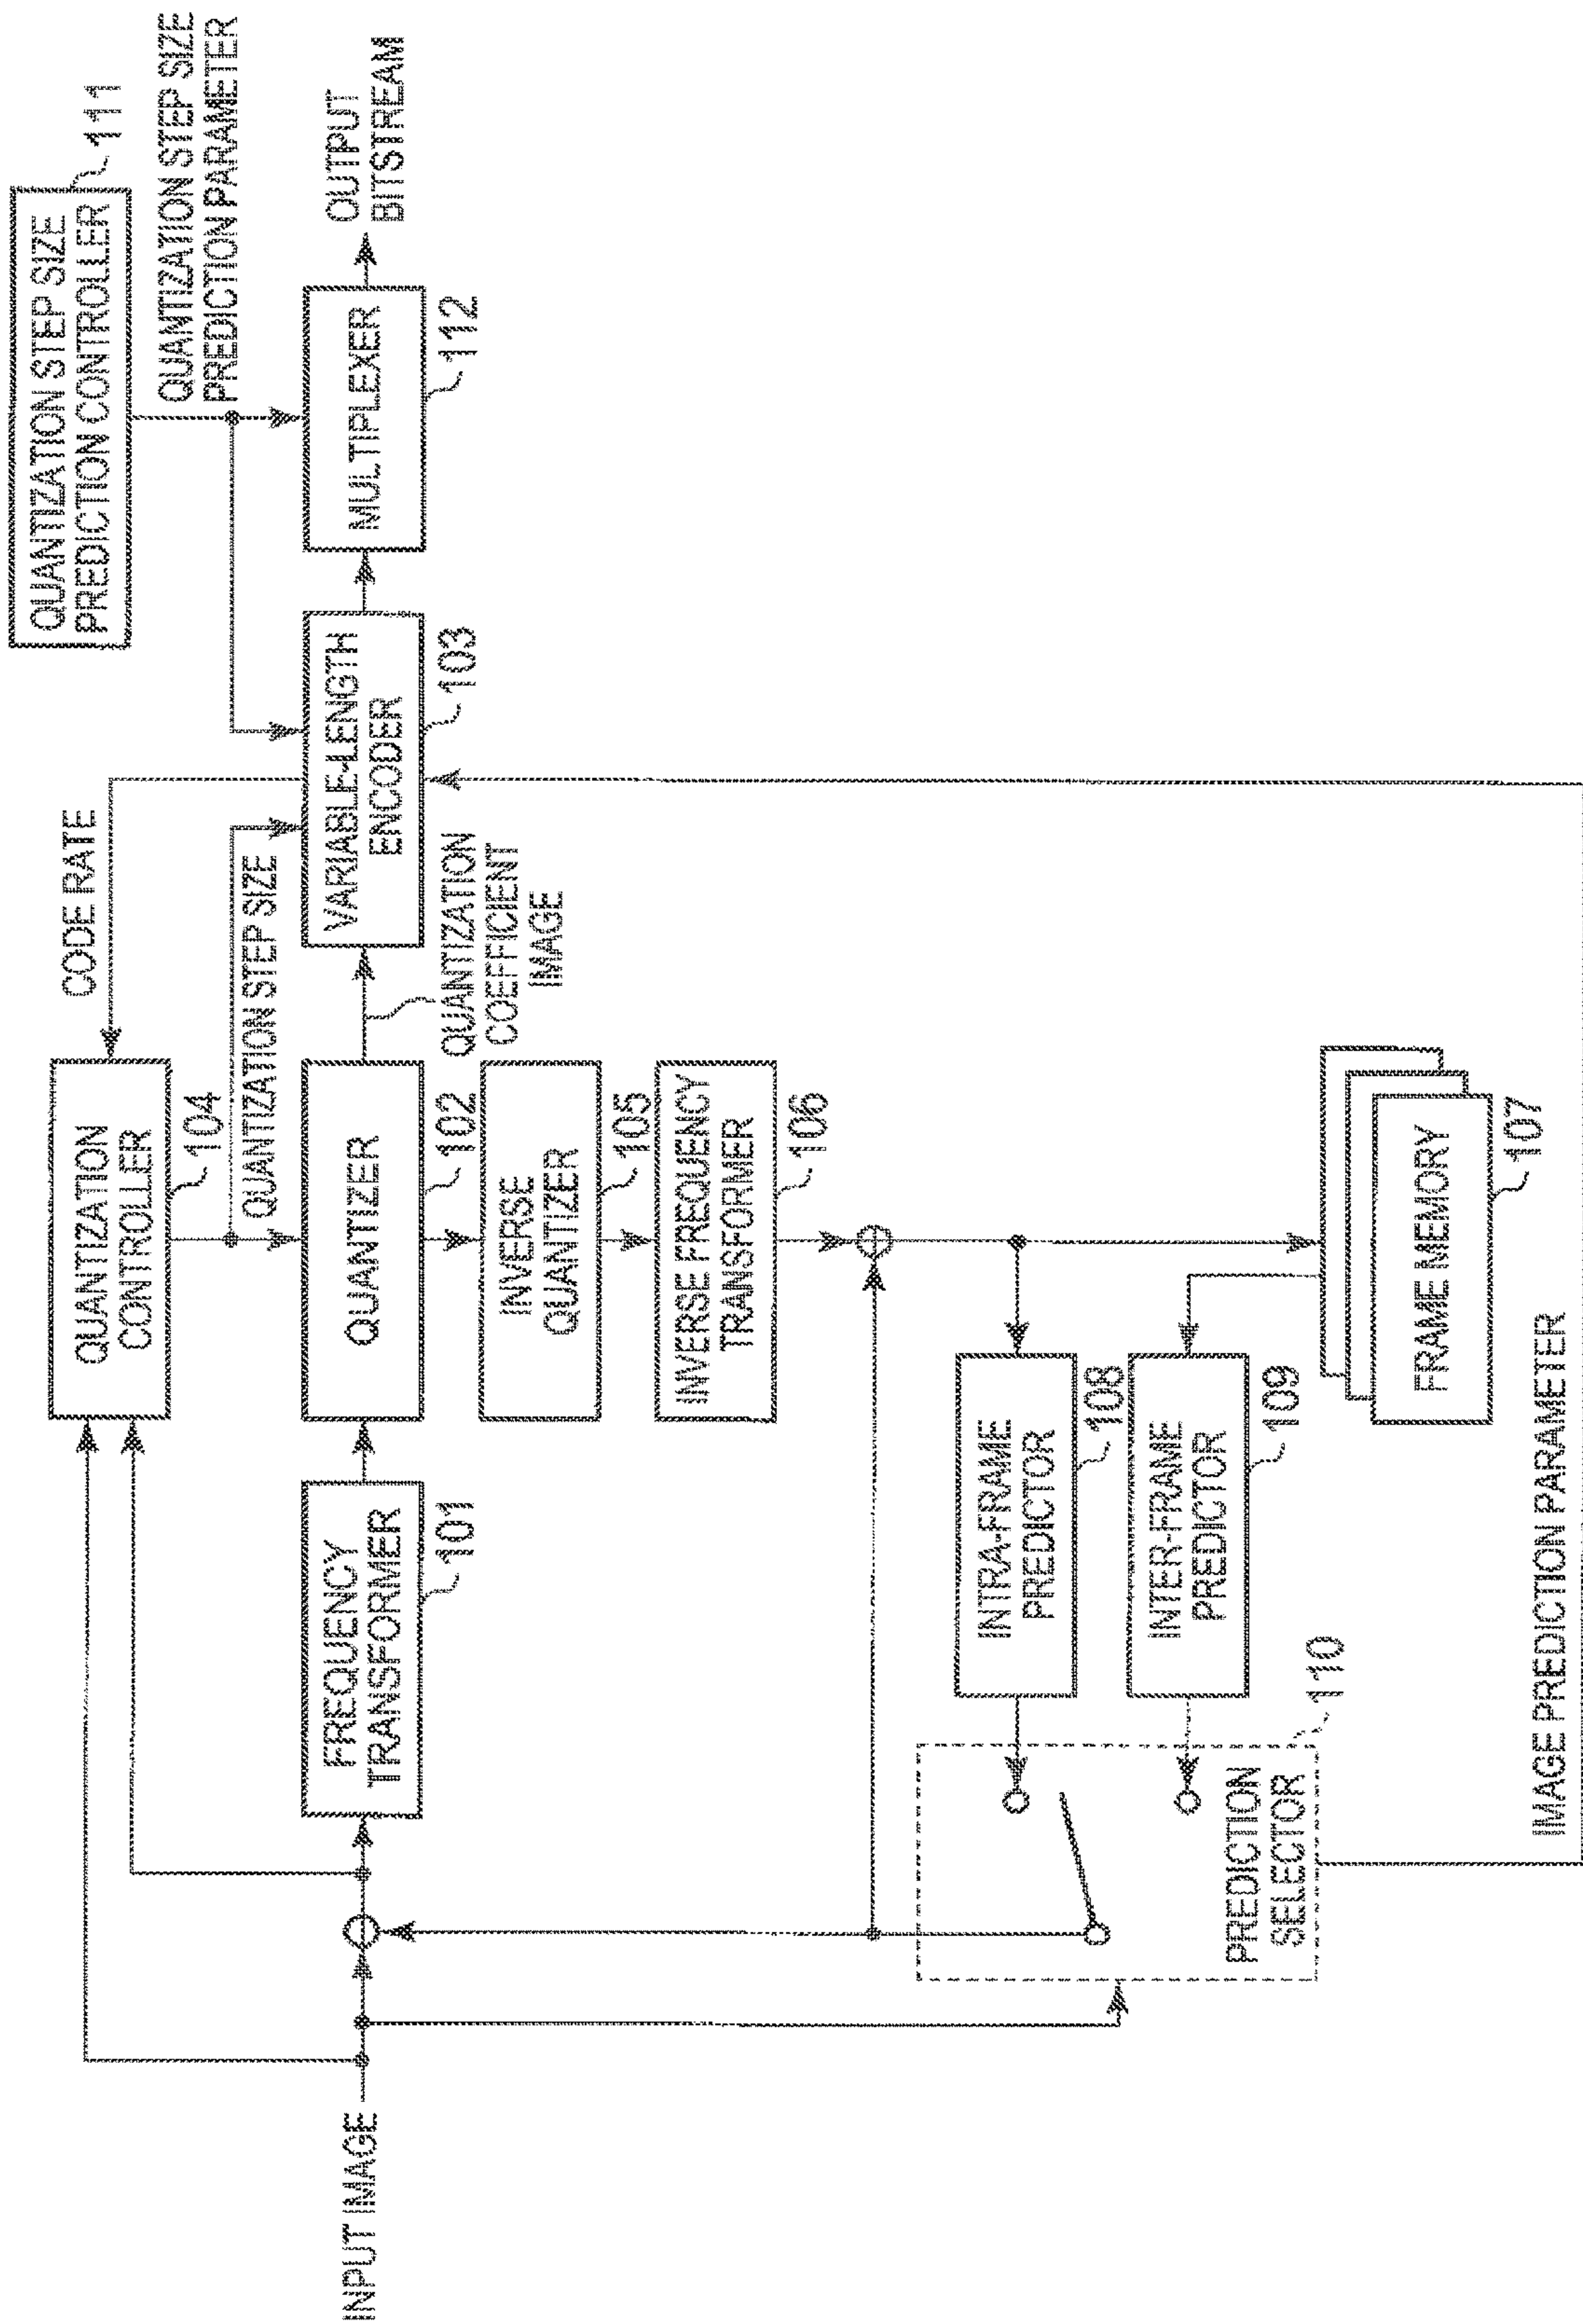 QUANTIZATION STEP SIZE
PREDICTION CONTROLLER
111
QUANTIZATION STEP SIZE
PREDICTION PARAMETER
CODE RATE
QUANTIZATION
CONTROLLER
104
QUANTIZATION STEP SIZE
INPUT IMAGE
FREQUENCY
TRANSFORMER
101
QUANTIZER
102
QUANTIZATION
COEFFICIENT
IMAGE
VARIABLE-LENGTH
ENCODER
103
MULTIPLEXER
112
OUTPUT
BITSTREAM
INVERSE
QUANTIZER
105
INVERSE FREQUENCY
TRANSFORMER
106
INTRA-FRAME
PREDICTOR
108
INTER-FRAME
PREDICTOR
109
PREDICTION
SELECTOR
110
FRAME MEMORY
107
IMAGE PREDICTION PARAMETER